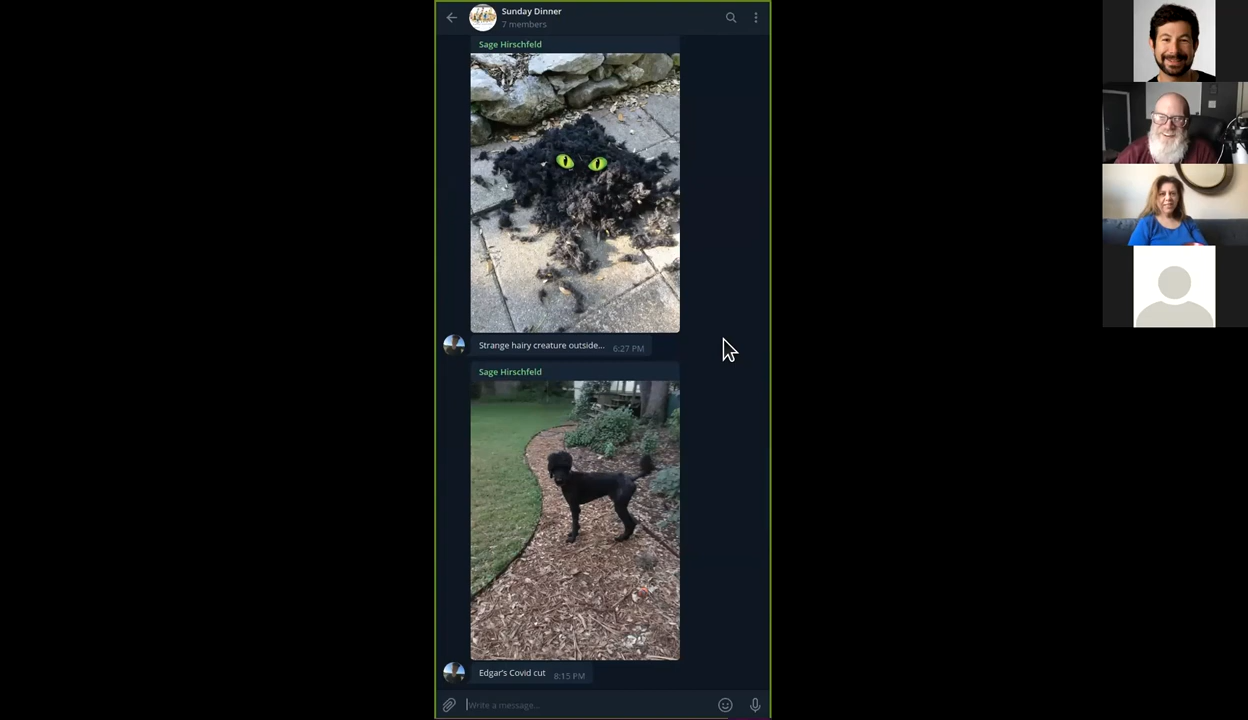 Sunday Dinner
7 members
Sage Hirschfeld
Strange hairy creature outside... 6:27 PM
Sage Hirschfeld
Edgar's Covid cut 8:15 PM
Write a message...